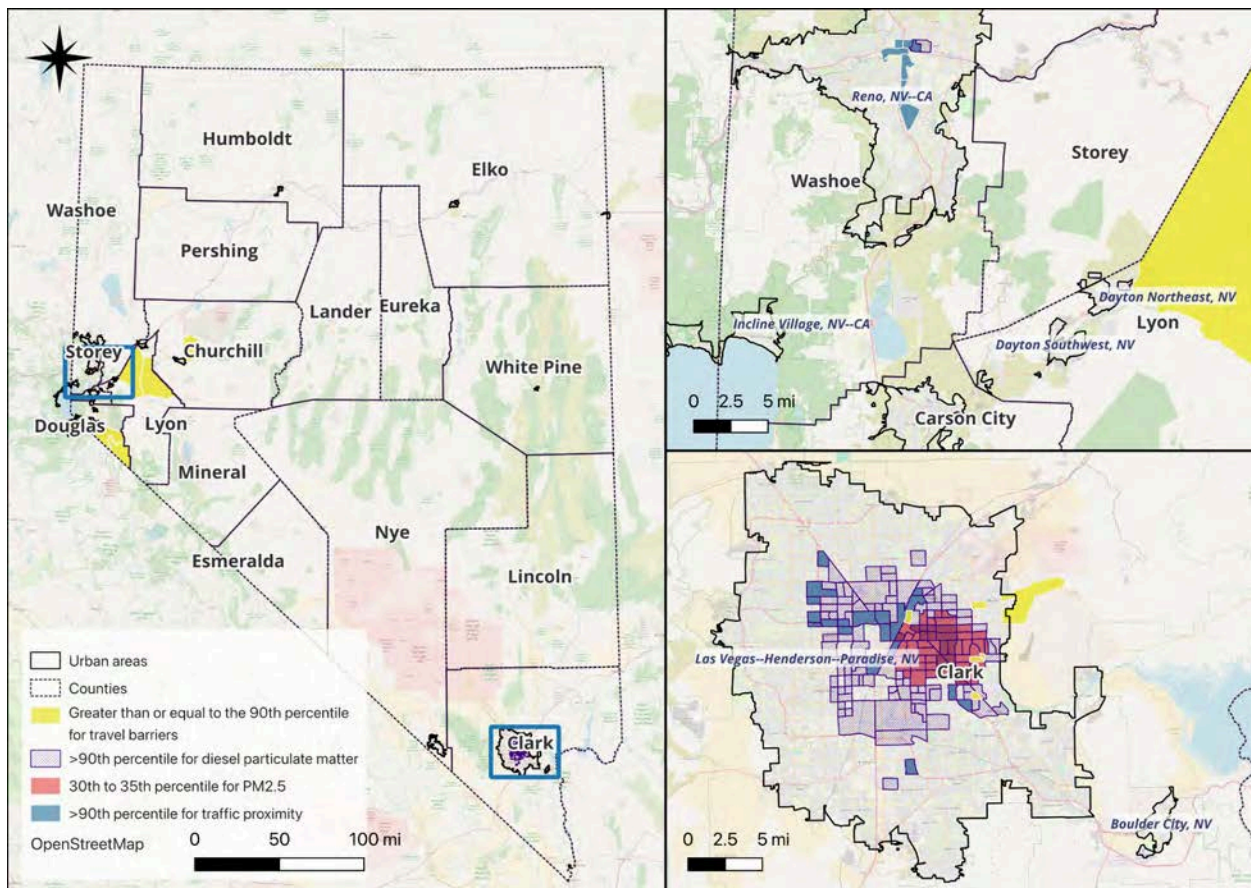 Humboldt
Elko
Washoe
Pershing
Lander
Eureka
Storey
Churchill
White Pine
Douglas
Lyon
Mineral
Nye
Esmeralda
Lincoln
Clark
Urban areas
Counties
Greater than or equal to the 90th percentile
for travel barriers
>90th percentile for diesel particulate matter
30th to 35th percentile for PM2.5
>90th percentile for traffic proximity
OpenStreetMap
0 50 100 mi
Reno, NV--CA
Storey
Washoe
Dayton Northeast, NV
Incline Village, NV--CA
Lyon
Dayton Southwest, NV
0 2.5 5 mi
Carson City
Las Vegas--Henderson--Paradise, NV
Clark
Boulder City, NV
0 2.5 5 mi